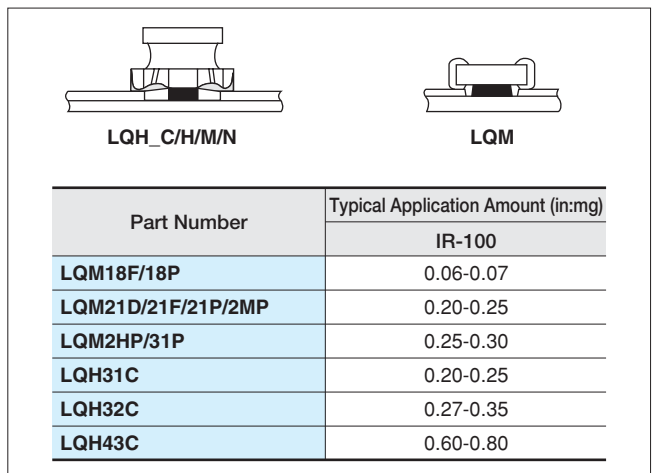 LQH_C/H/M/N
LQM
Part Number
Typical Application Amount (in:mg)
IR-100
LQM18F/18P 0.06-0.07
LQM21D/21F/21P/2MP 0.20-0.25
LQM2HP/31P 0.25-0.30
LQH31C 0.20-0.25
LQH32C 0.27-0.35
LQH43C 0.60-0.80